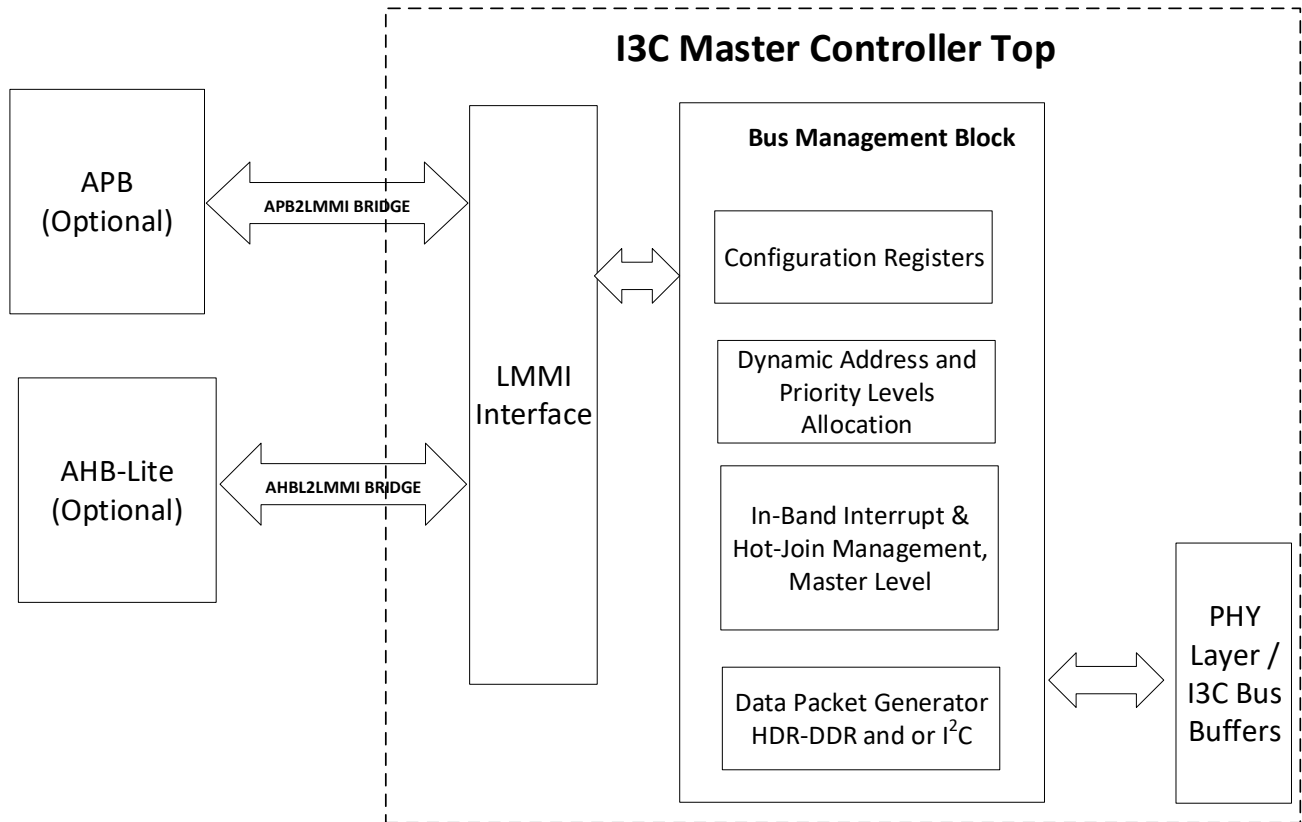 I3C Master Controller Top
APB
(Optional)
APB2LMMI BRIDGE
AHB-Lite
(Optional)
AHBL2LMMI BRIDGE
LMMI
Interface
Bus Management Block
Configuration Registers
Dynamic Address and
Priority Levels
Allocation
In-Band Interrupt &
Hot-Join Management,
Master Level
Data Packet Generator
HDR-DDR and or I²C
PHY
Layer /
I3C Bus
Buffers